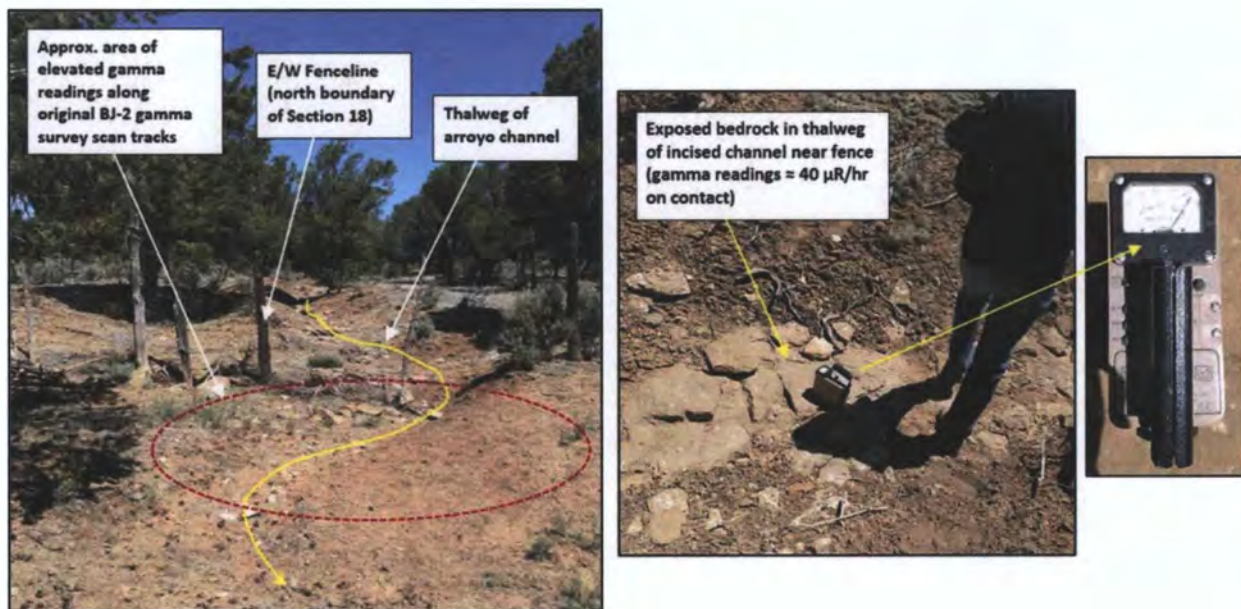 Approx. area of
elevated gamma
readings along
original BJ-2 gamma
survey scan tracks
E/W Fenceline
(north boundary
of Section 18)
Thalweg of
arroyo channel
Exposed bedrock in thalweg
of incised channel near fence
(gamma readings ≈ 40 µR/hr
on contact)